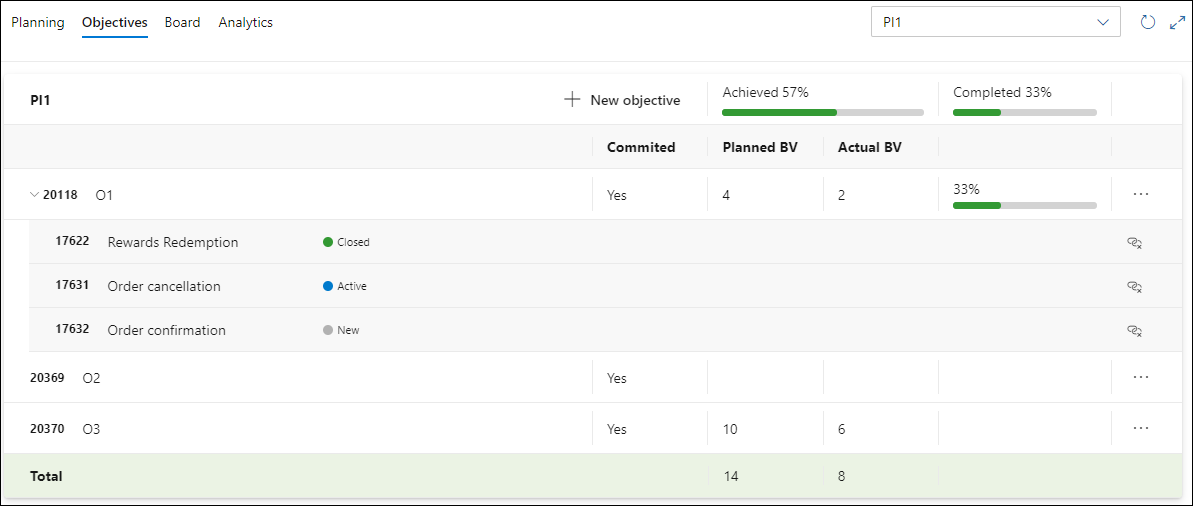 Planning Objectives Board Analytics PI1
PI1 New objective Achieved 57% Completed 33%
Commited Planned BV Actual BV
20118 O1 Yes 4 2 33%
17622 Rewards Redemption Closed
17631 Order cancellation Active
17632 Order confirmation New
20369 O2 Yes
20370 O3 Yes 10 6
Total 14 8